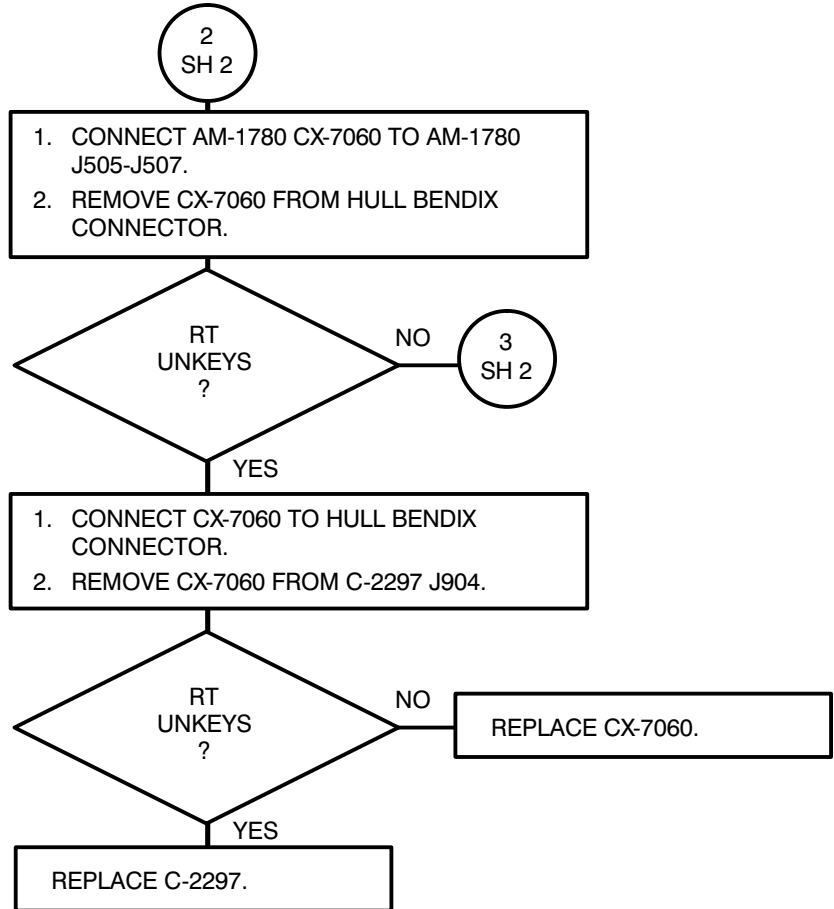 2
SH 2
1. CONNECT AM-1780 CX-7060 TO AM-1780
J505-J507.
2. REMOVE CX-7060 FROM HULL BENDIX
CONNECTOR.
RT
UNKEYS
?
NO
3
SH 2
YES
1. CONNECT CX-7060 TO HULL BENDIX
CONNECTOR.
2. REMOVE CX-7060 FROM C-2297 J904.
RT
UNKEYS
?
NO
REPLACE CX-7060.
YES
REPLACE C-2297.